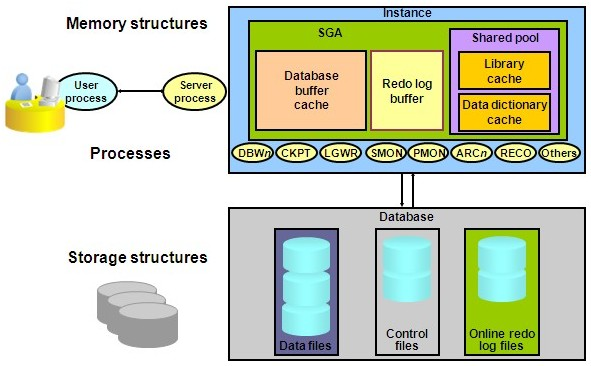 Memory structures
Instance
SGA
Shared pool
Database
buffer
cache
Redo log
buffer
Library
cache
Data dictionary
cache
User
process
Server
process
Processes
DBWn
CKPT
LGWR
SMON
PMON
ARCn
RECO
Others
Database
Storage structures
Data files
Control
files
Online redo
log files